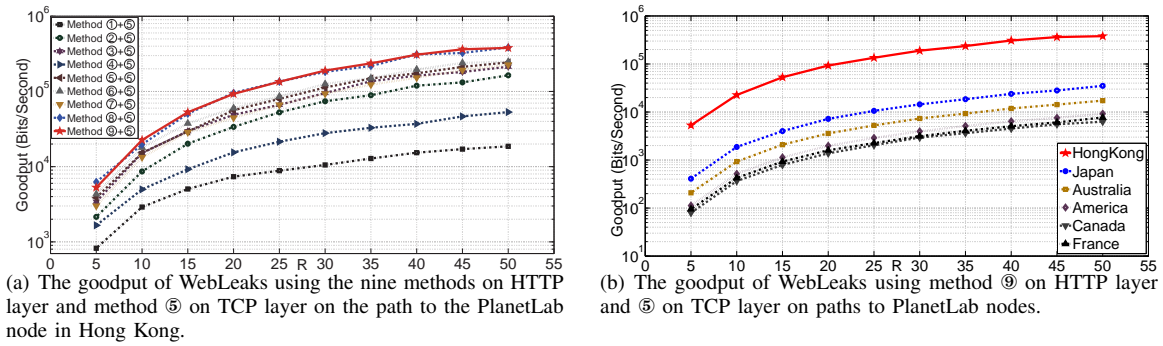 10^6
10^5
10^4
10^3
Goodput (Bits/Second)
Method ①+⑤
Method ②+⑤
Method ③+⑤
Method ④+⑤
Method ⑤+⑤
Method ⑥+⑤
Method ⑦+⑤
Method ⑧+⑤
Method ⑨+⑤
0 5 10 15 20 25 R 30 35 40 45 50 55
(a) The goodput of WebLeaks using the nine methods on HTTP
layer and method ⑤ on TCP layer on the path to the PlanetLab
node in Hong Kong.
10^6
10^5
10^4
10^3
10^2
10^1
Goodput (Bits/Second)
HongKong
Japan
Australia
America
Canada
France
0 5 10 15 20 25 R 30 35 40 45 50 55
(b) The goodput of WebLeaks using method ⑨ on HTTP layer
and ⑤ on TCP layer on paths to PlanetLab nodes.